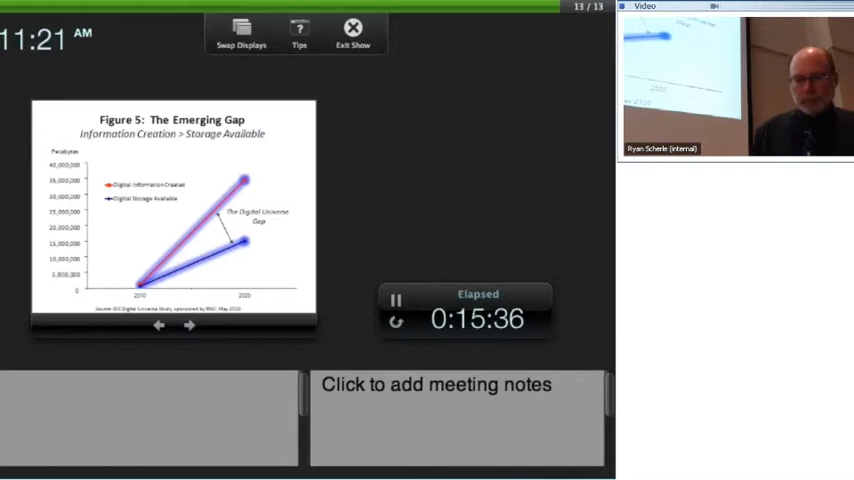 13 / 13
11:21 AM
Swap Displays
Tips
Exit Show
Video
Ryan Scherle (internal)
Figure 5: The Emerging Gap
Information Creation > Storage Available
Petabytes
40,000,000
35,000,000
30,000,000
25,000,000
20,000,000
15,000,000
10,000,000
5,000,000
0
Digital Information Created
Digital Storage Available
The Digital Universe
Gap
2010
2020
Source: IDC Digital Universe Study, sponsored by EMC, May 2010
Elapsed
0:15:36
Click to add meeting notes